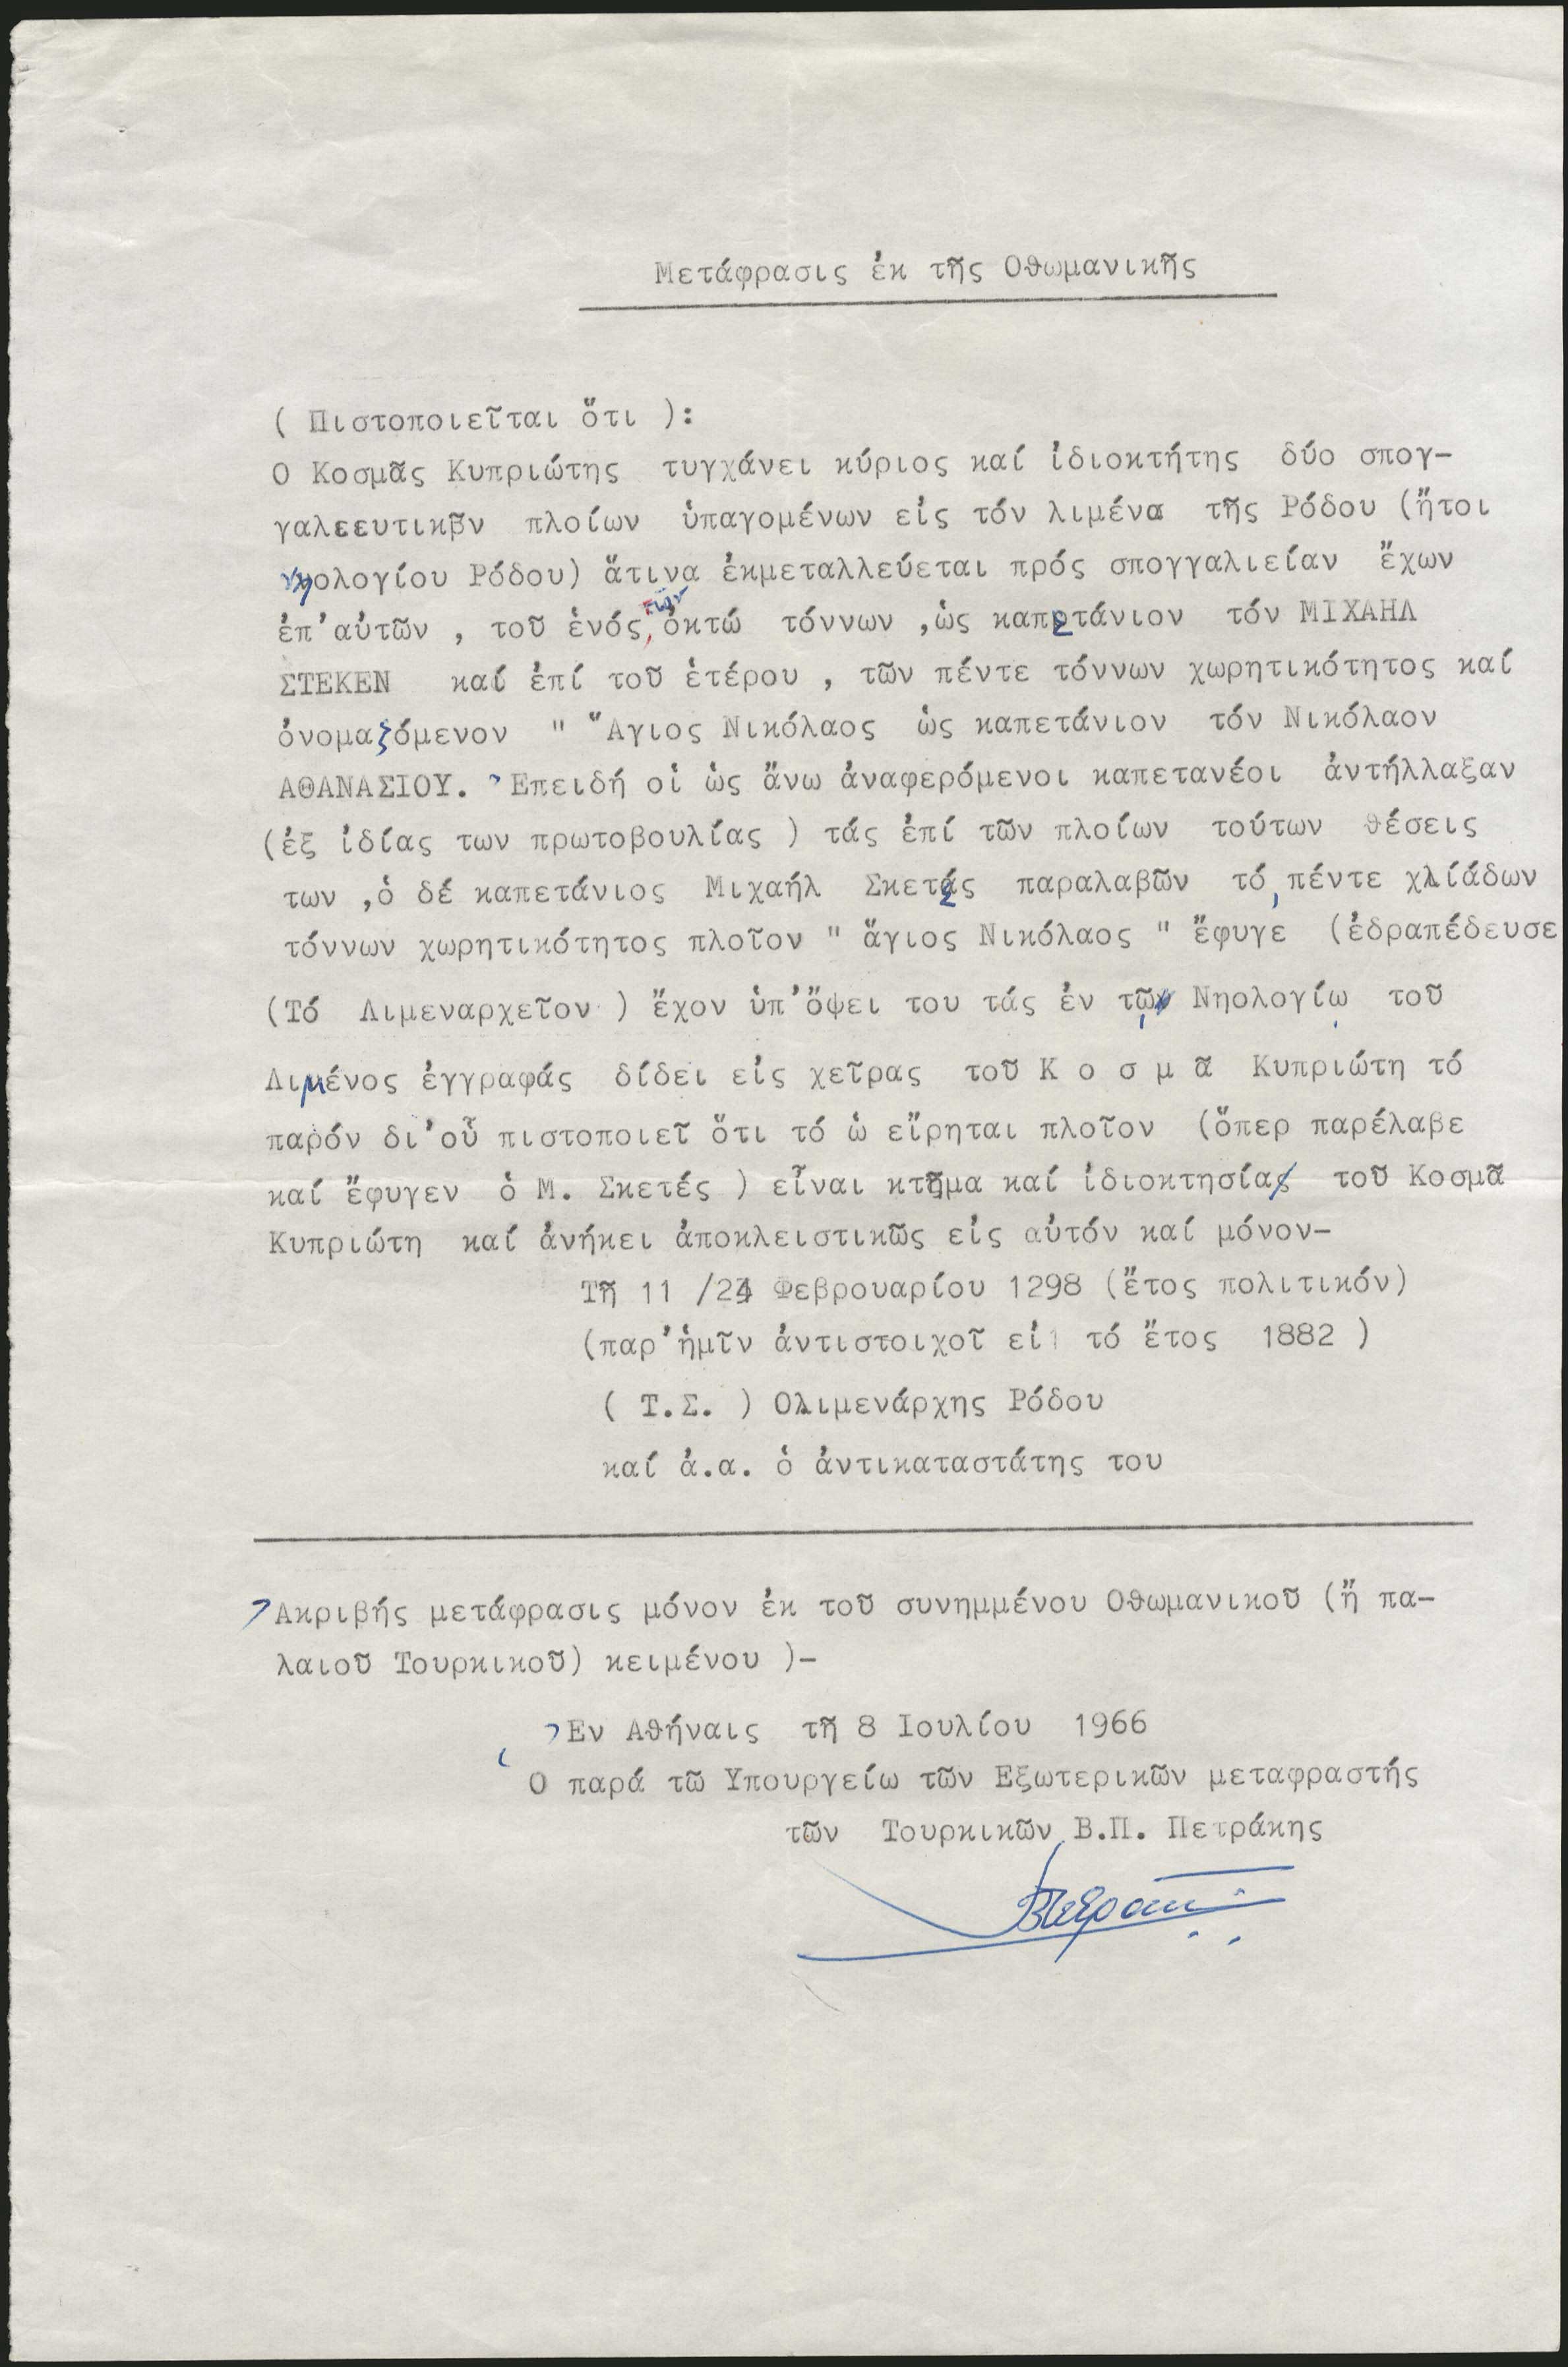 Μετάφρασις ἐκ τῆς Οθωμανικῆς
( Πιστοποιεῖται ὅτι ):
Ο Κοσμᾶς Κυπριώτης τυγχάνει κύριος καί ἰδιοκτήτης δύο σπογ-
γαλεευτικῶν πλοίων ὑπαγομένων εἰς τόν λιμένα τῆς Ρόδου (ἤτοι
νηολογίου Ρόδου) ἅτινα ἐκμεταλλεύεται πρός σπογγαλιείαν ἔχων
ἐπ'αὐτῶν , τοῦ ἑνός, τῶν ὀκτώ τόννων ,ὡς καπετάνιον τόν ΜΙΧΑΗΛ
ΣΤΕΚΕΝ καί ἐπί τοῦ ἑτέρου , τῶν πέντε τόννων χωρητικότητος καί
ὀνομαζόμενον " Ἅγιος Νικόλαος ὡς καπετάνιον τόν Νικόλαον
ΑΘΑΝΑΣΙΟΥ. Ἐπειδή οἱ ὡς ἄνω ἀναφερόμενοι καπετανέοι ἀντήλλαξαν
(ἐξ ἰδίας των πρωτοβουλίας ) τάς ἐπί τῶν πλοίων τούτων θέσεις
των ,ὁ δέ καπετάνιος Μιχαήλ Σκετές παραλαβῶν τό, πέντε χλίάδων
τόννων χωρητικότητος πλοῖον " ἅγιος Νικόλαος " ἔφυγε (ἐδραπέδευσε
(Τό Λιμεναρχεῖον ) ἔχον ὑπ'ὄψει του τάς ἐν τῷ Νηολογίῳ τοῦ
Λιμένος ἐγγραφάς δίδει εἰς χεῖρας τοῦ Κ ο σ μ ᾶ Κυπριώτη τό
παρόν δι'οὗ πιστοποιεῖ ὅτι τό ὡ εἴρηται πλοῖον (ὅπερ παρέλαβε
καί ἔφυγεν ὁ Μ. Σκετές ) εἶναι κτῆμα καί ἰδιοκτησία τοῦ Κοσμᾶ
Κυπριώτη καί ἀνήκει ἀποκλειστικῶς εἰς αὐτόν καί μόνον-
Τῆ 11 /24 Φεβρουαρίου 1298 (ἔτος πολιτικόν)
(παρ'ἡμῖν ἀντιστοιχοῖ εἰς τό ἔτος 1882 )
( Τ.Σ. ) Ολιμενάρχης Ρόδου
καί ἀ.α. ὁ ἀντικαταστάτης του
Ἀκριβής μετάφρασις μόνον ἐκ τοῦ συνημμένου Οθωμανικοῦ (ἤ πα-
λαιοῦ Τουρκικοῦ) κειμένου )-
Ἐν Αθήναις τῆ 8 Ιουλίου 1966
Ὁ παρά τῶ Υπουργείω τῶν Εξωτερικῶν μεταφραστής
τῶν Τουρκικῶν Β.Π. Πετράκης